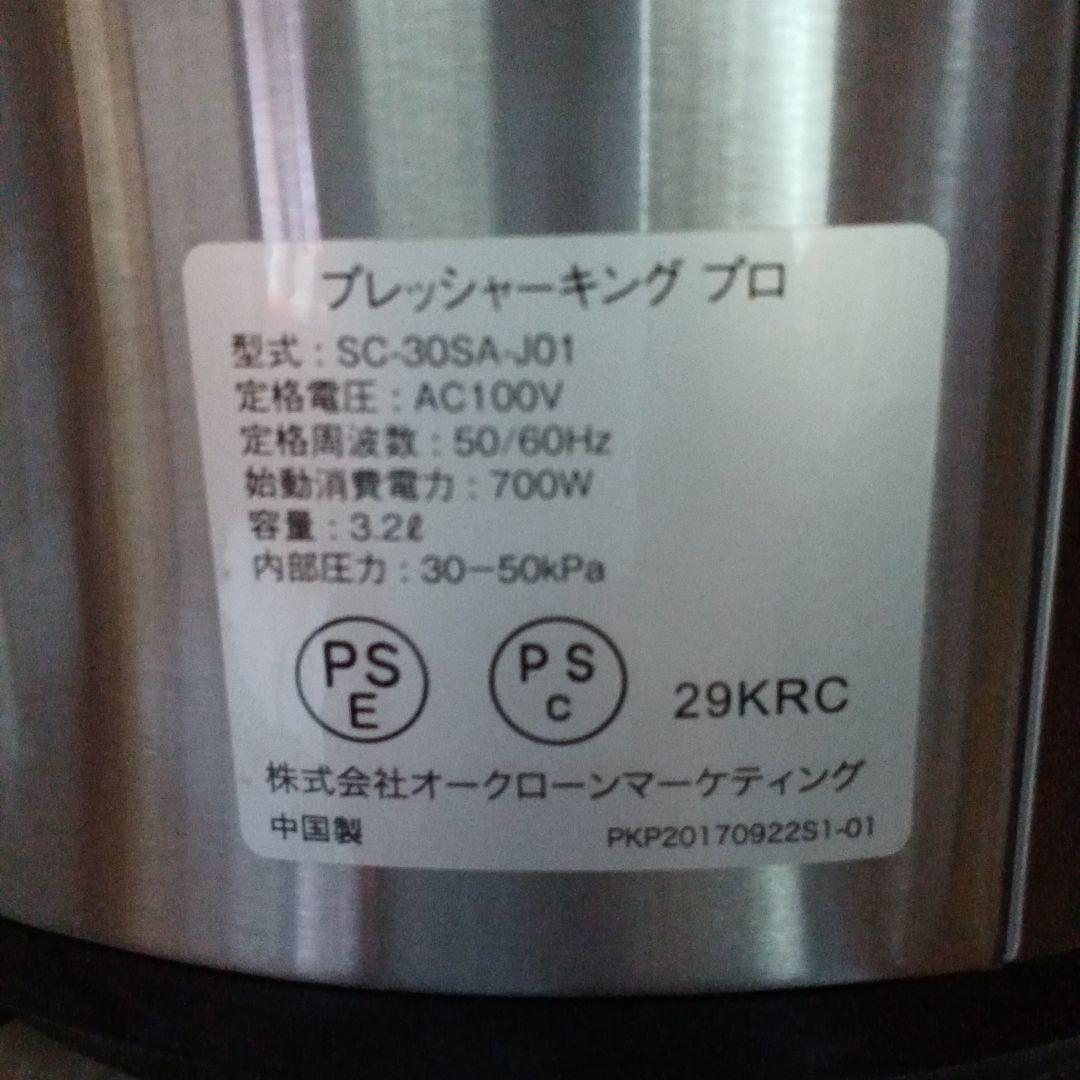 プレッシャーキング プロ
型式 : SC-30SA-J01
定格電圧 : AC100V
定格周波数 : 50/60Hz
始動消費電力 : 700W
容量 : 3.2ℓ
内部圧力 : 30−50kPa
PS
E
PS
C
29KRC
株式会社オークローンマーケティング
中国製
PKP20170922S1-01